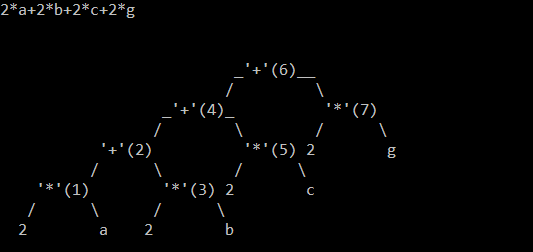 2*a+2*b+2*c+2*g
_'+'(6)__
/ \
_'+'(4)_ '*'(7)
/ \ / \
'+'(2) '*'(5) 2 g
/ \ / \
'*'(1) '*'(3) 2 c
/ \ / \
2 a 2 b